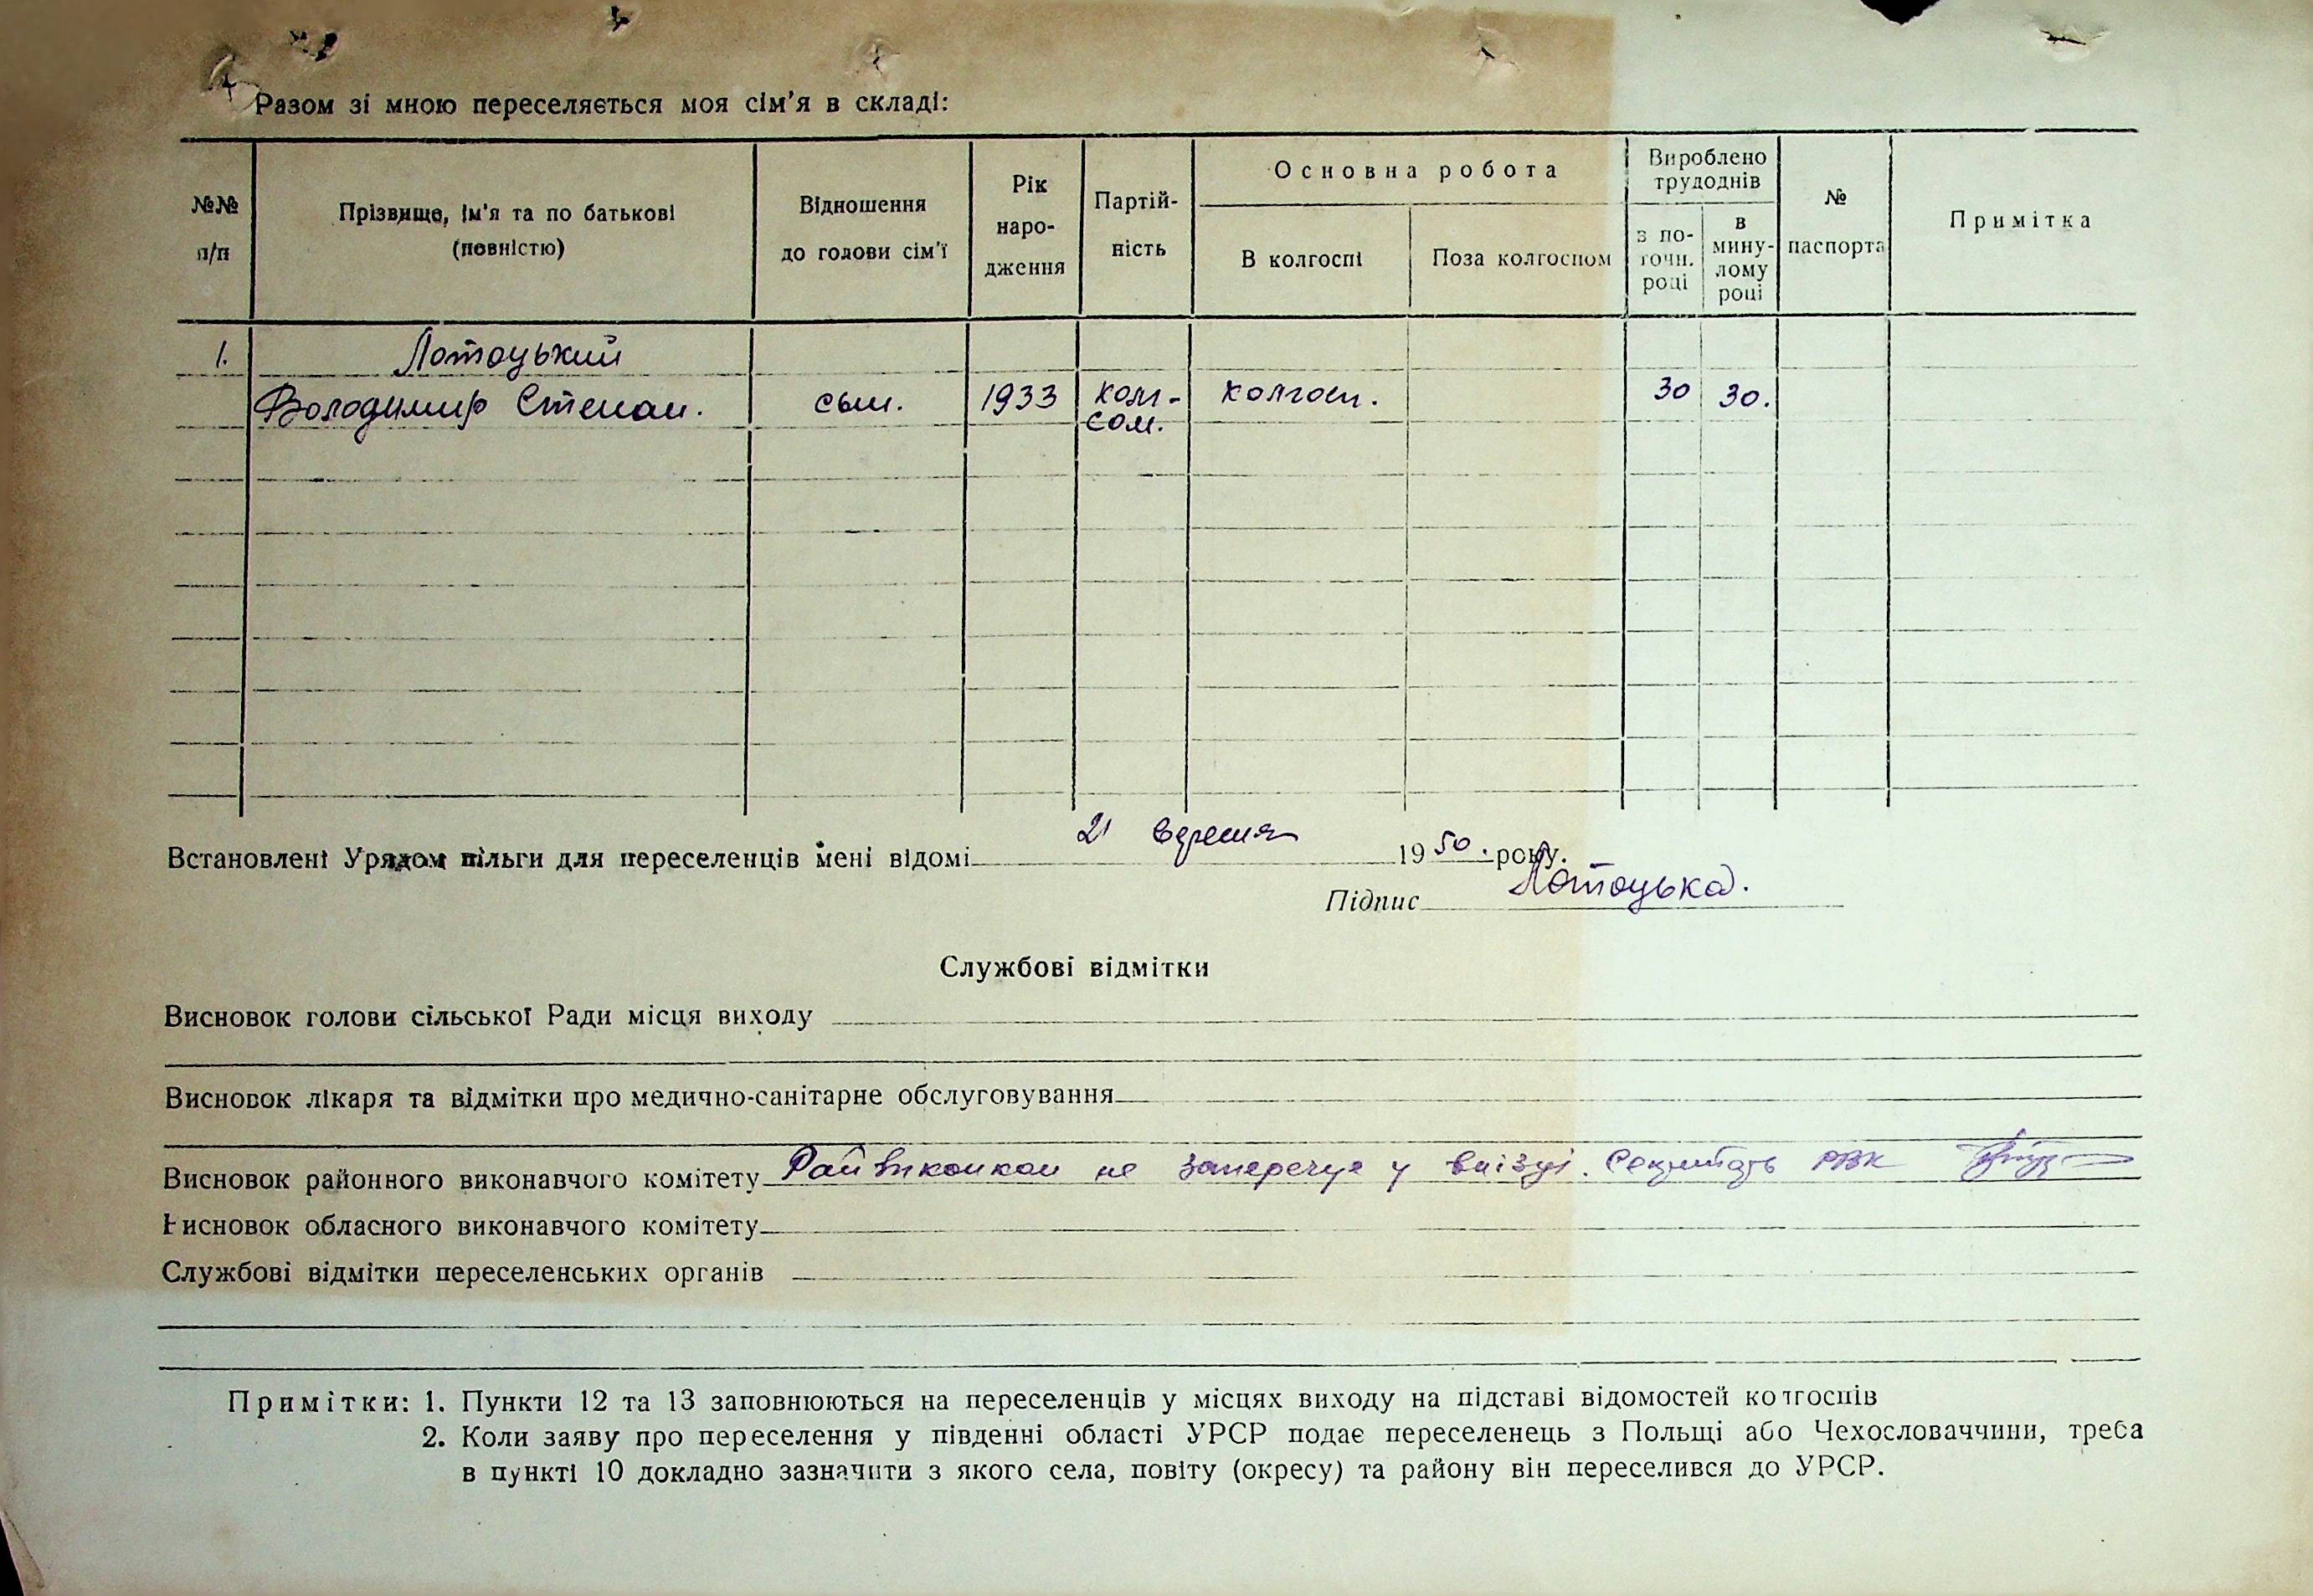 Разом зі мною переселяється моя сім'я в складі:
№№ п/п
Прізвище, ім'я та по батькові (повністю)
Відношення до голови сім'ї
Рік народження
Партійність
Основна робота
В колгоспі
Поза колгоспом
Вироблено трудоднів
з поточн. році
в минулому році
№ паспорта
Примітка
1. Лотоцький
Володимир Степан. сын. 1933 ком- колгосп. 30 30.
сом.
Встановлені Урядом пільги для переселенців мені відомі 21 вересня 1950. року.
Підпис Лотоцька.
Службові відмітки
Висновок голови сільської Ради місця виходу
Висновок лікаря та відмітки про медично-санітарне обслуговування
Висновок районного виконавчого комітету Райвиконком не заперечує у виїзді. Секретарь РВК
Висновок обласного виконавчого комітету
Службові відмітки переселенських органів
Примітки: 1. Пункти 12 та 13 заповнюються на переселенців у місцях виходу на підставі відомостей колгоспів
2. Коли заяву про переселення у південні області УРСР подає переселенець з Польщі або Чехословаччини, треба
в пункті 10 докладно зазначити з якого села, повіту (окресу) та району він переселився до УРСР.